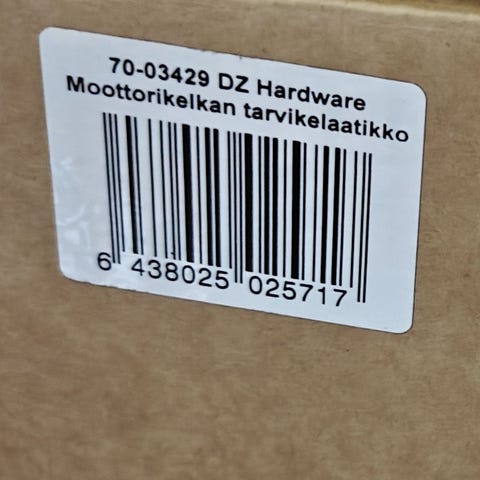 70-03429 DZ Hardware
Moottorikelkan tarvikelaatikko
6 438025 025717